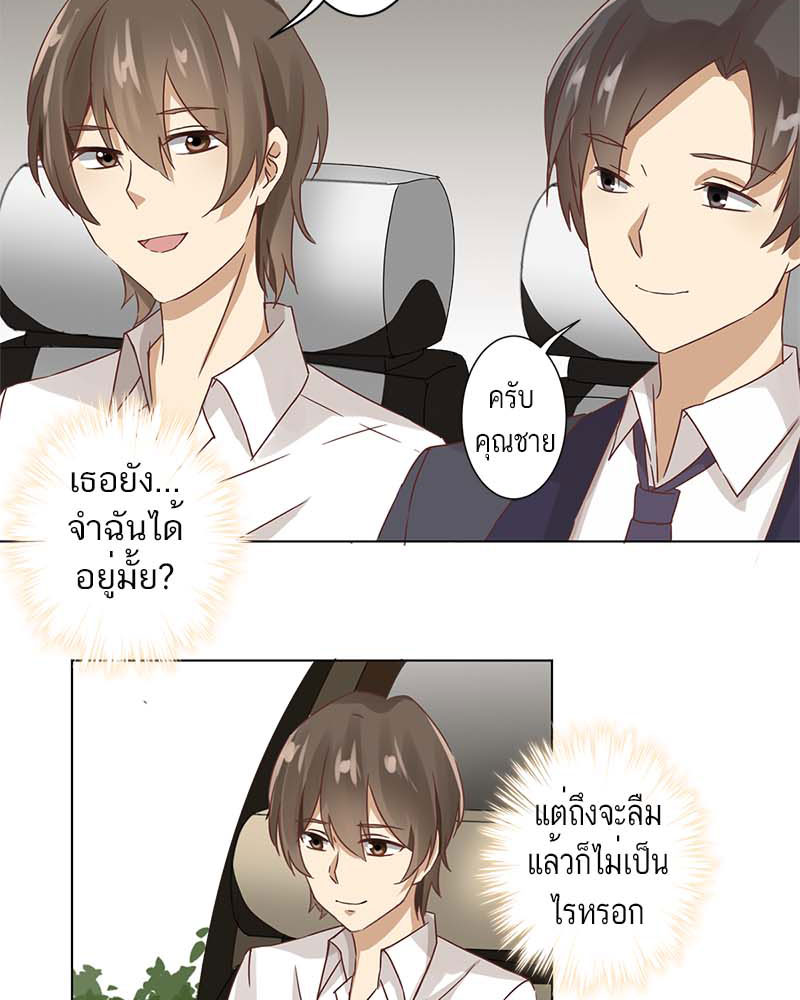 ครับ
คุณชาย
เธอยัง...
จำฉันได้
อยู่มั้ย?
แต่ถึงจะลืม
แล้วก็ไม่เป็น
ไรหรอก